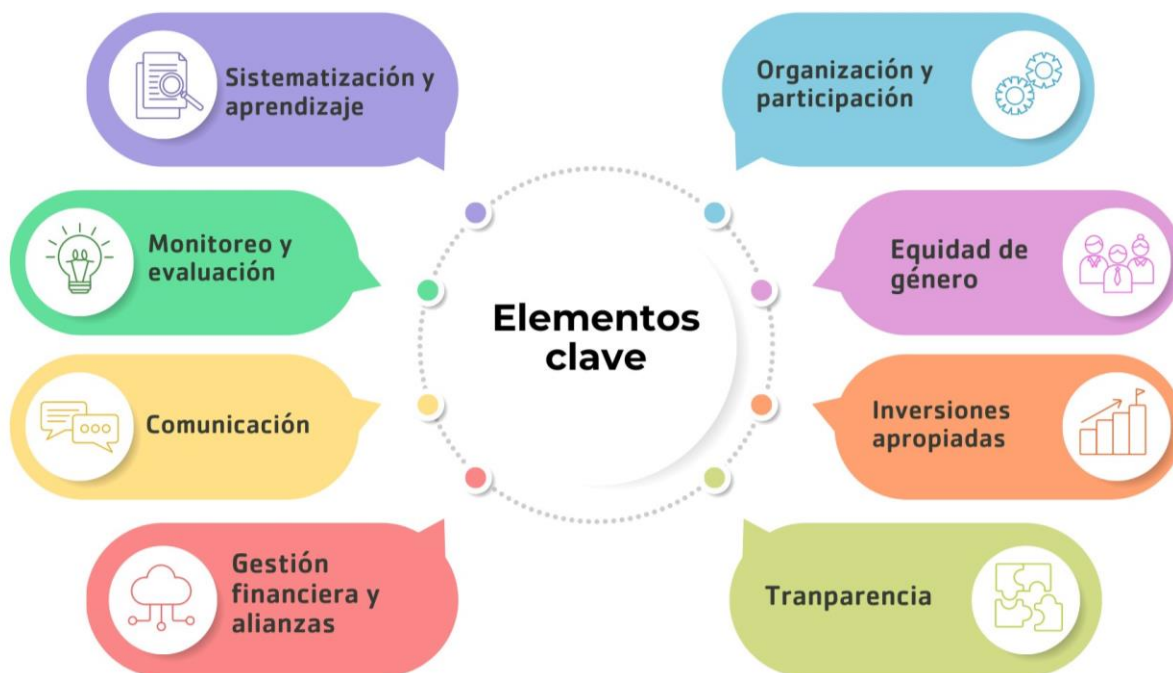 Sistematización y
aprendizaje
Organización y
participación
Monitoreo y
evaluación
Equidad de
género
Elementos
clave
Comunicación
Inversiones
apropiadas
Gestión
financiera y
alianzas
Tranparencia